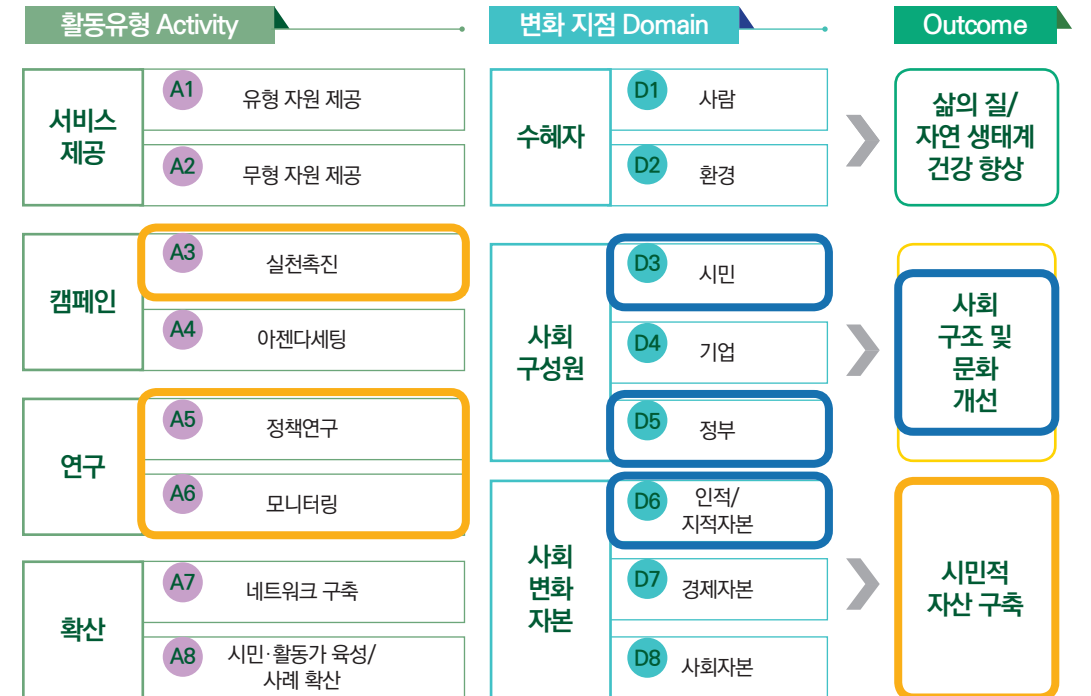 활동유형 Activity
변화 지점 Domain
Outcome
서비스
제공
A1
유형 자원 제공
A2
무형 자원 제공
캠페인
A3
실천촉진
A4
아젠다세팅
연구
A5
정책연구
A6
모니터링
확산
A7
네트워크 구축
A8
시민·활동가 육성/
사례 확산
수혜자
D1
사람
D2
환경
사회
구성원
D3
시민
D4
기업
D5
정부
사회
변화
자본
D6
인적/
지적자본
D7
경제자본
D8
사회자본
삶의 질/
자연 생태계
건강 향상
사회
구조 및
문화
개선
시민적
자산 구축